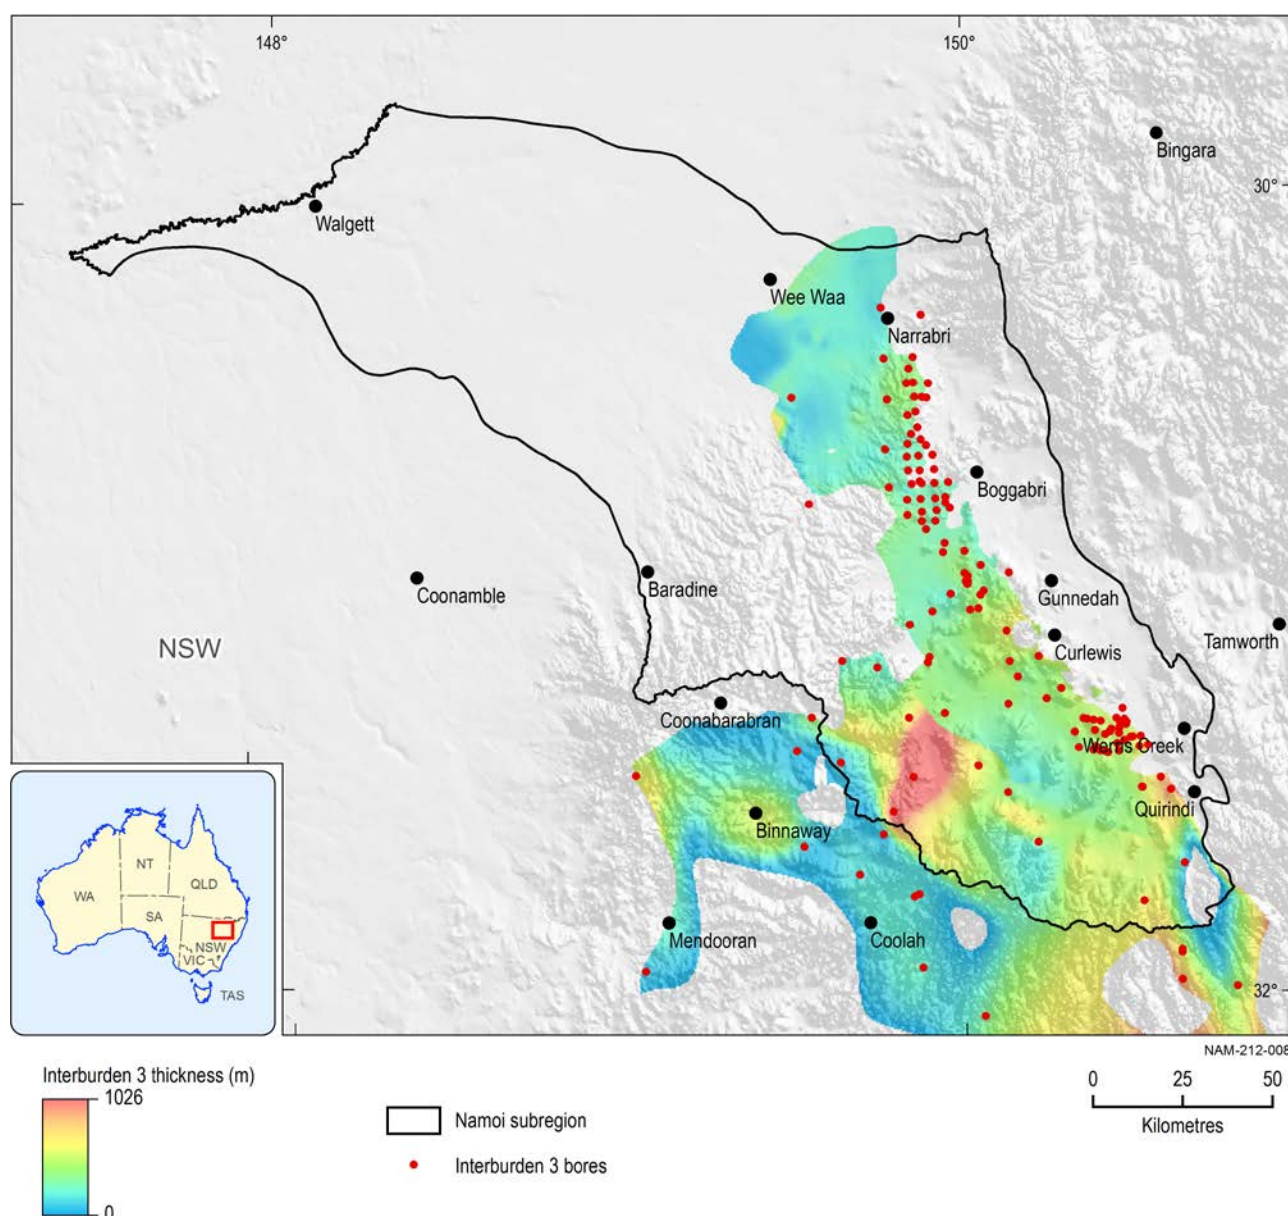 148°
150°
Bingara
30°
Walgett
Wee Waa
Narrabri
Boggabri
Baradine
Coonamble
Gunnedah
NSW
Tamworth
Curlewis
Coonabarabran
Werris Creek
Quirindi
Binnaway
Mendooran
Coolah
32°
NT
QLD
WA
SA
NSW
VIC
TAS
NAM-212-008
Interburden 3 thickness (m)
1026
0
Namoi subregion
Interburden 3 bores
0 25 50
Kilometres